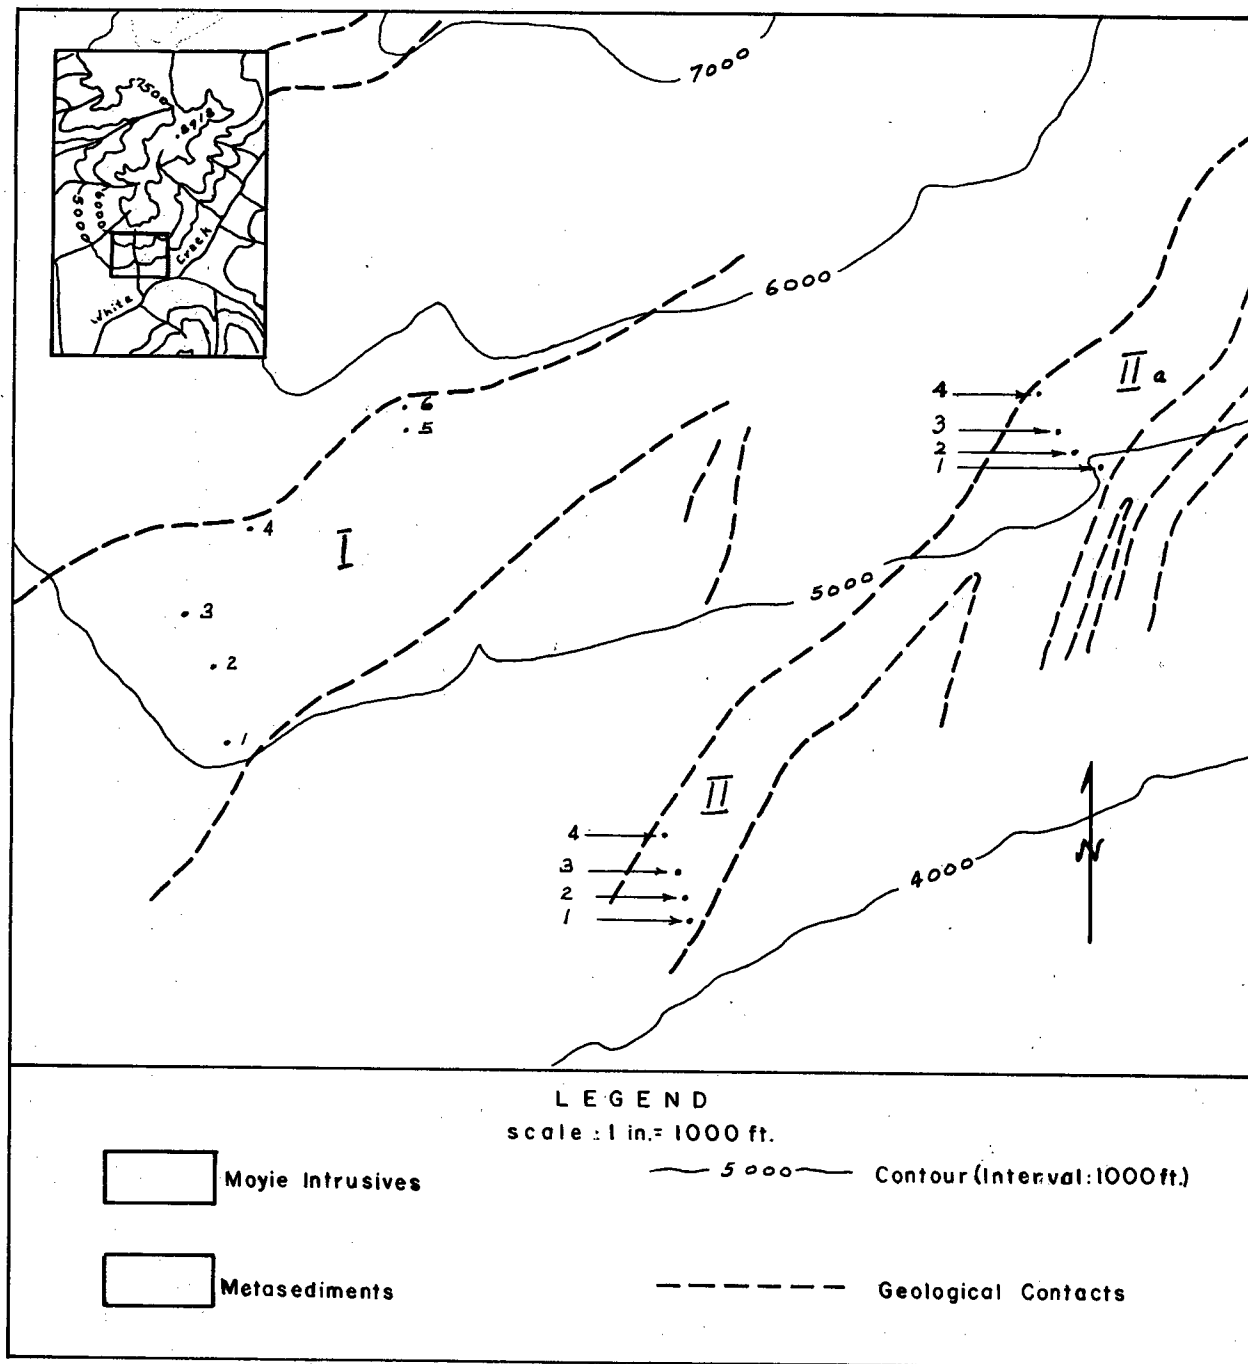 7000
7500
.8918
6000
5000
Creek
White
6000
6
5
4
I
3
2
1
5000
II a
4
3
2
1
II
4
3
2
1
4000
N
LEGEND
scale : 1 in. = 1000 ft.
Moyie Intrusives
5000
Contour (Interval: 1000 ft.)
Metasediments
Geological Contacts